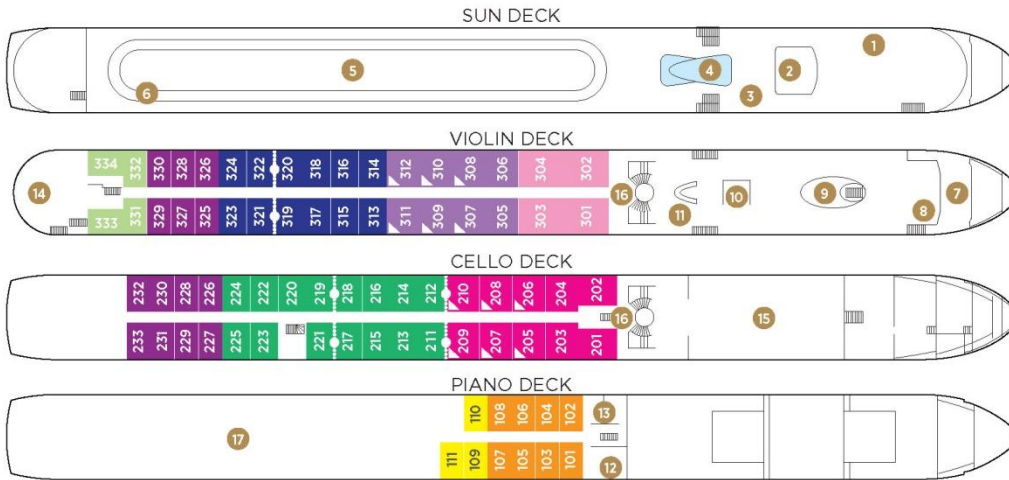 SUN DECK
1
5 4 2
6 3
VIOLIN DECK
334 332 330 328 326 324 322 320 318 316 314 312 310 308 306 304 302
14 16 10 9 7
11 8
333 331 329 327 325 323 321 319 317 315 313 311 309 307 305 303 301
CELLO DECK
232 230 228 226 224 222 220 219 218 216 214 212 210 208 206 204 202
16 15
233 231 229 227 225 223 221 217 215 213 211 209 207 205 203 201
PIANO DECK
110 108 106 104 102 13
17
111 109 107 105 103 101 12